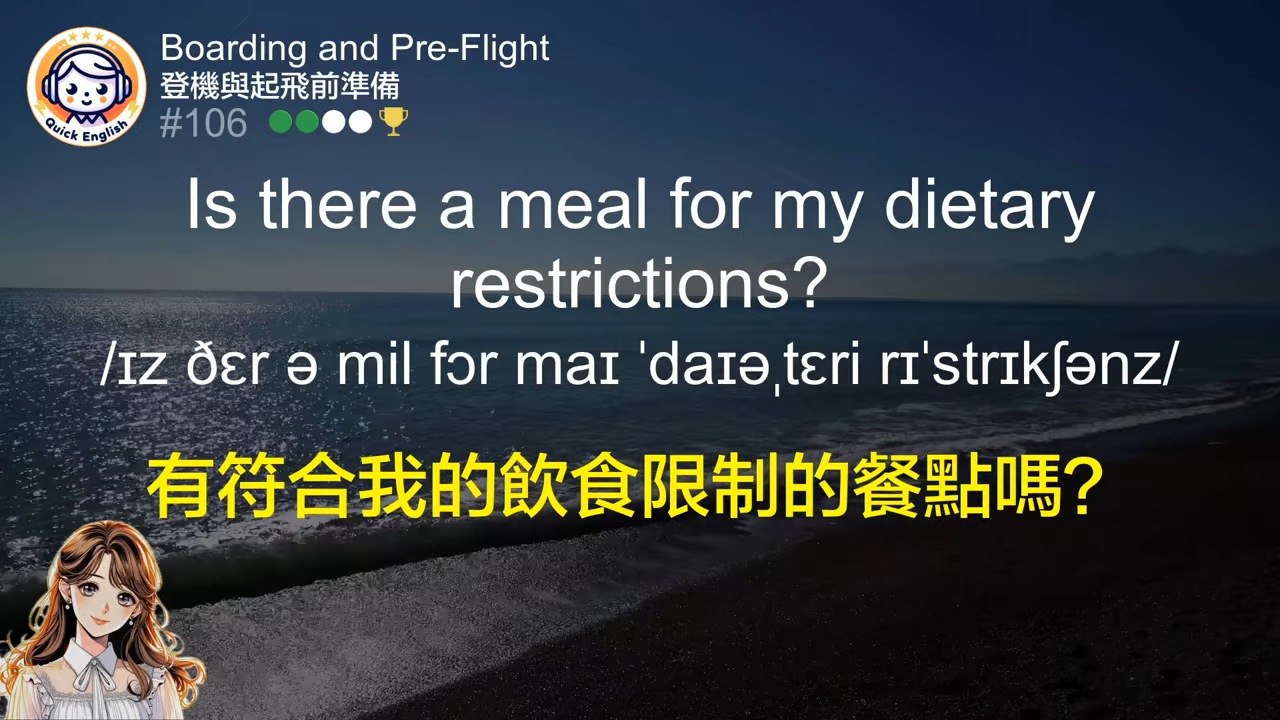 Boarding and Pre-Flight
登機與起飛前準備
#106
Quick English
Is there a meal for my dietary
restrictions?
/ɪz ðɛr ə mil fɔr maɪ ˈdaɪəˌtɛri rɪˈstrɪkʃənz/
有符合我的飲食限制的餐點嗎?